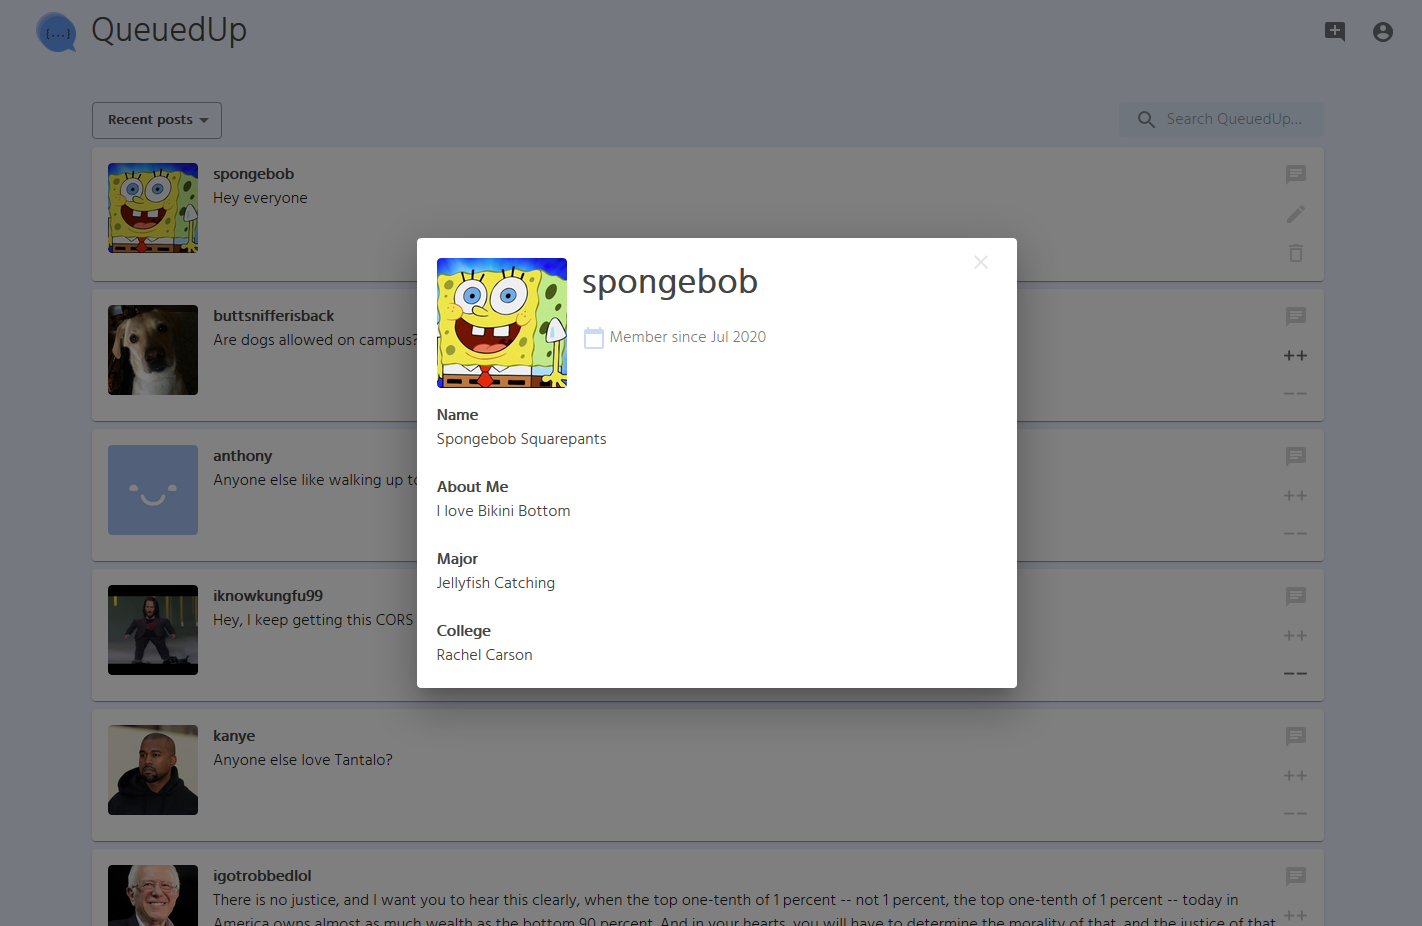 {...}
QueuedUp
Recent posts
Search QueuedUp...
spongebob
Hey everyone
buttsnifferisback
Are dogs allowed on campus?
++
--
anthony
Anyone else like walking up to
++
--
iknowkungfu99
Hey, I keep getting this CORS
++
--
kanye
Anyone else love Tantalo?
++
--
igotrobbedlol
There is no justice, and I want you to hear this clearly, when the top one-tenth of 1 percent -- not 1 percent, the top one-tenth of 1 percent -- today in
America owns almost as much wealth as the bottom 90 percent. And in your hearts, you will have to determine the morality of that, and the justice of that
++
spongebob
Member since Jul 2020
Name
Spongebob Squarepants
About Me
I love Bikini Bottom
Major
Jellyfish Catching
College
Rachel Carson